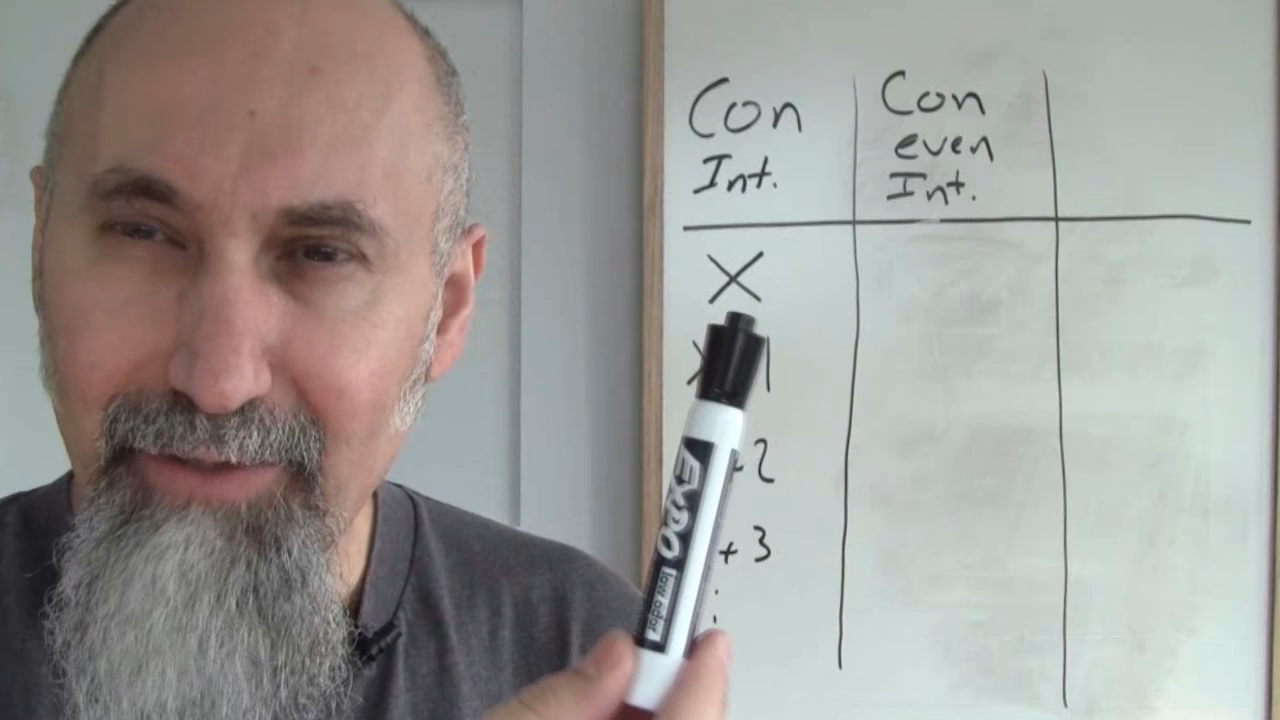 Con
Int.
Con
even
Int.
X
1
2
+ 3
EXPO
low odor